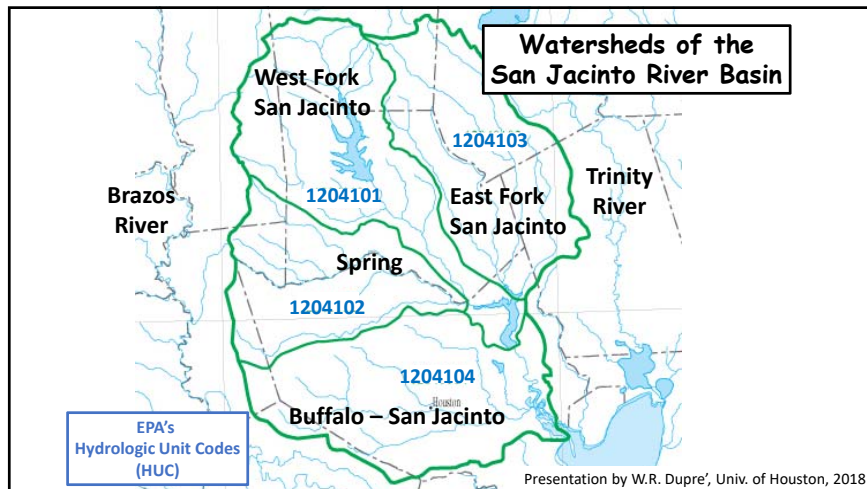 Watersheds of the
San Jacinto River Basin
West Fork
San Jacinto
1204103
Brazos
River
1204101
East Fork
San Jacinto
Trinity
River
Spring
1204102
1204104
Houston
Buffalo – San Jacinto
EPA's
Hydrologic Unit Codes
(HUC)
Presentation by W.R. Dupre', Univ. of Houston, 2018